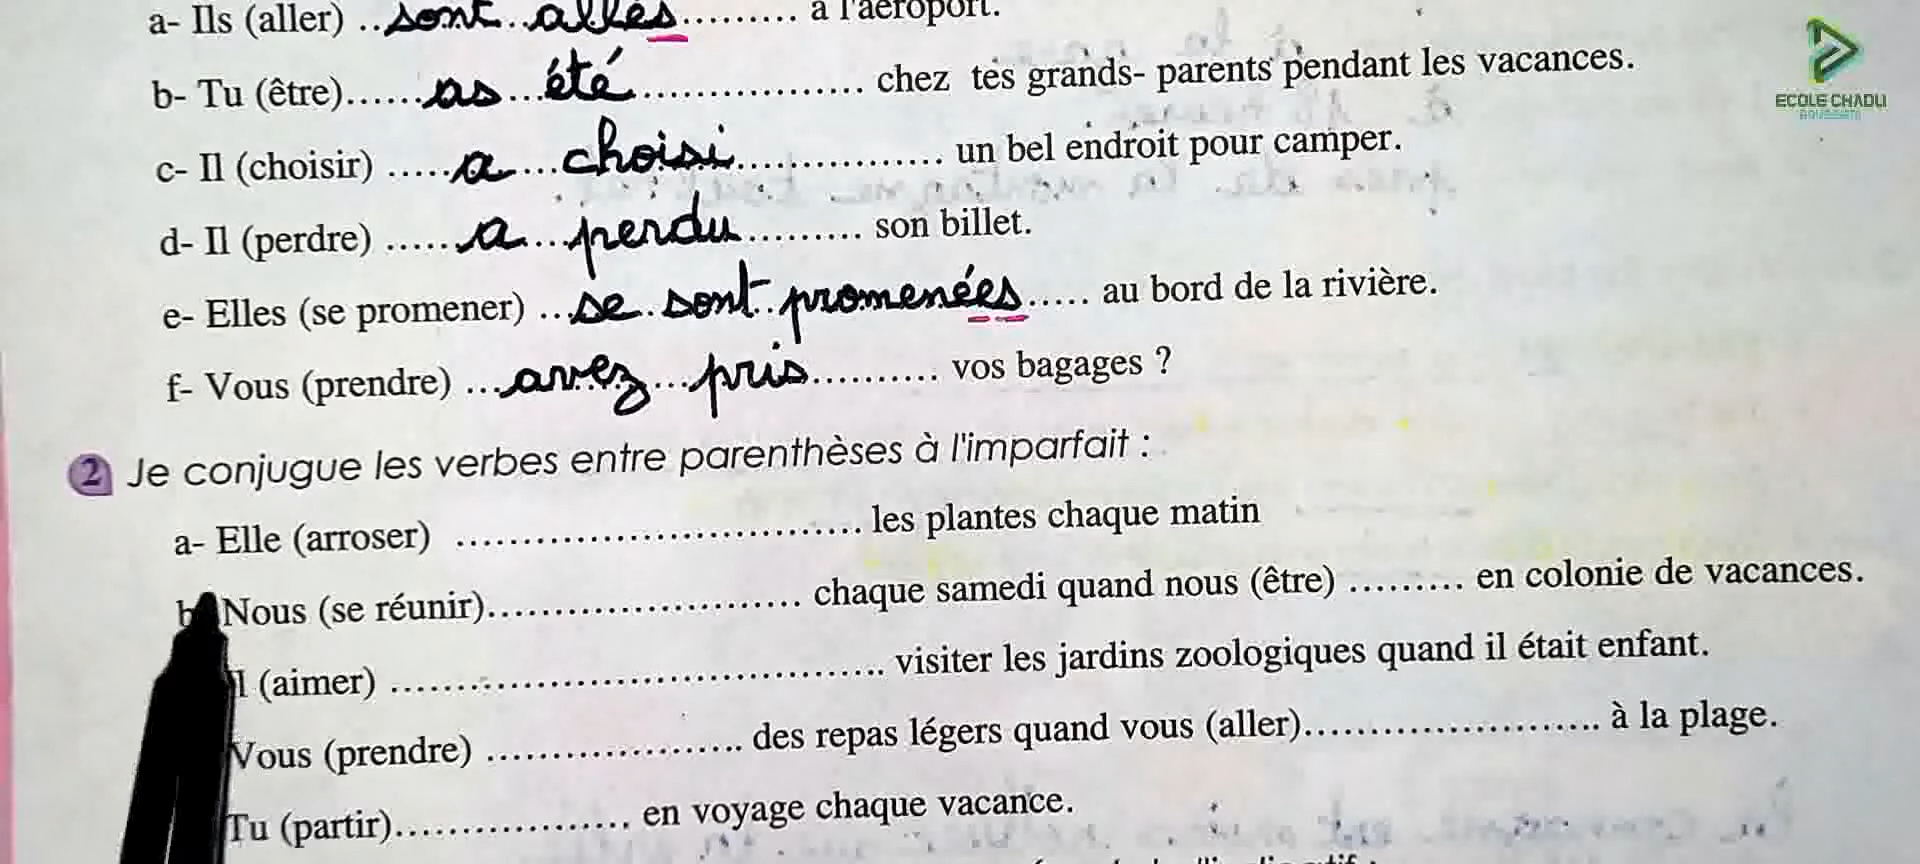 a- Ils (aller) ..sont..allés.......... à l'aéroport.
b- Tu (être)......as...été..................... chez tes grands- parents pendant les vacances.
c- Il (choisir) .....a....choisi................... un bel endroit pour camper.
d- Il (perdre) .....a....perdu.......... son billet.
e- Elles (se promener) ...se.sont.promenées..... au bord de la rivière.
f- Vous (prendre) ...avez....pris........... vos bagages ?
2 Je conjugue les verbes entre parenthèses à l'imparfait :
a- Elle (arroser) .................................. les plantes chaque matin
b Nous (se réunir).......................... chaque samedi quand nous (être) ......... en colonie de vacances.
l (aimer) .......................................... visiter les jardins zoologiques quand il était enfant.
Vous (prendre) ..................... des repas légers quand vous (aller)........................ à la plage.
Tu (partir).................... en voyage chaque vacance.
ECOLE CHADLI